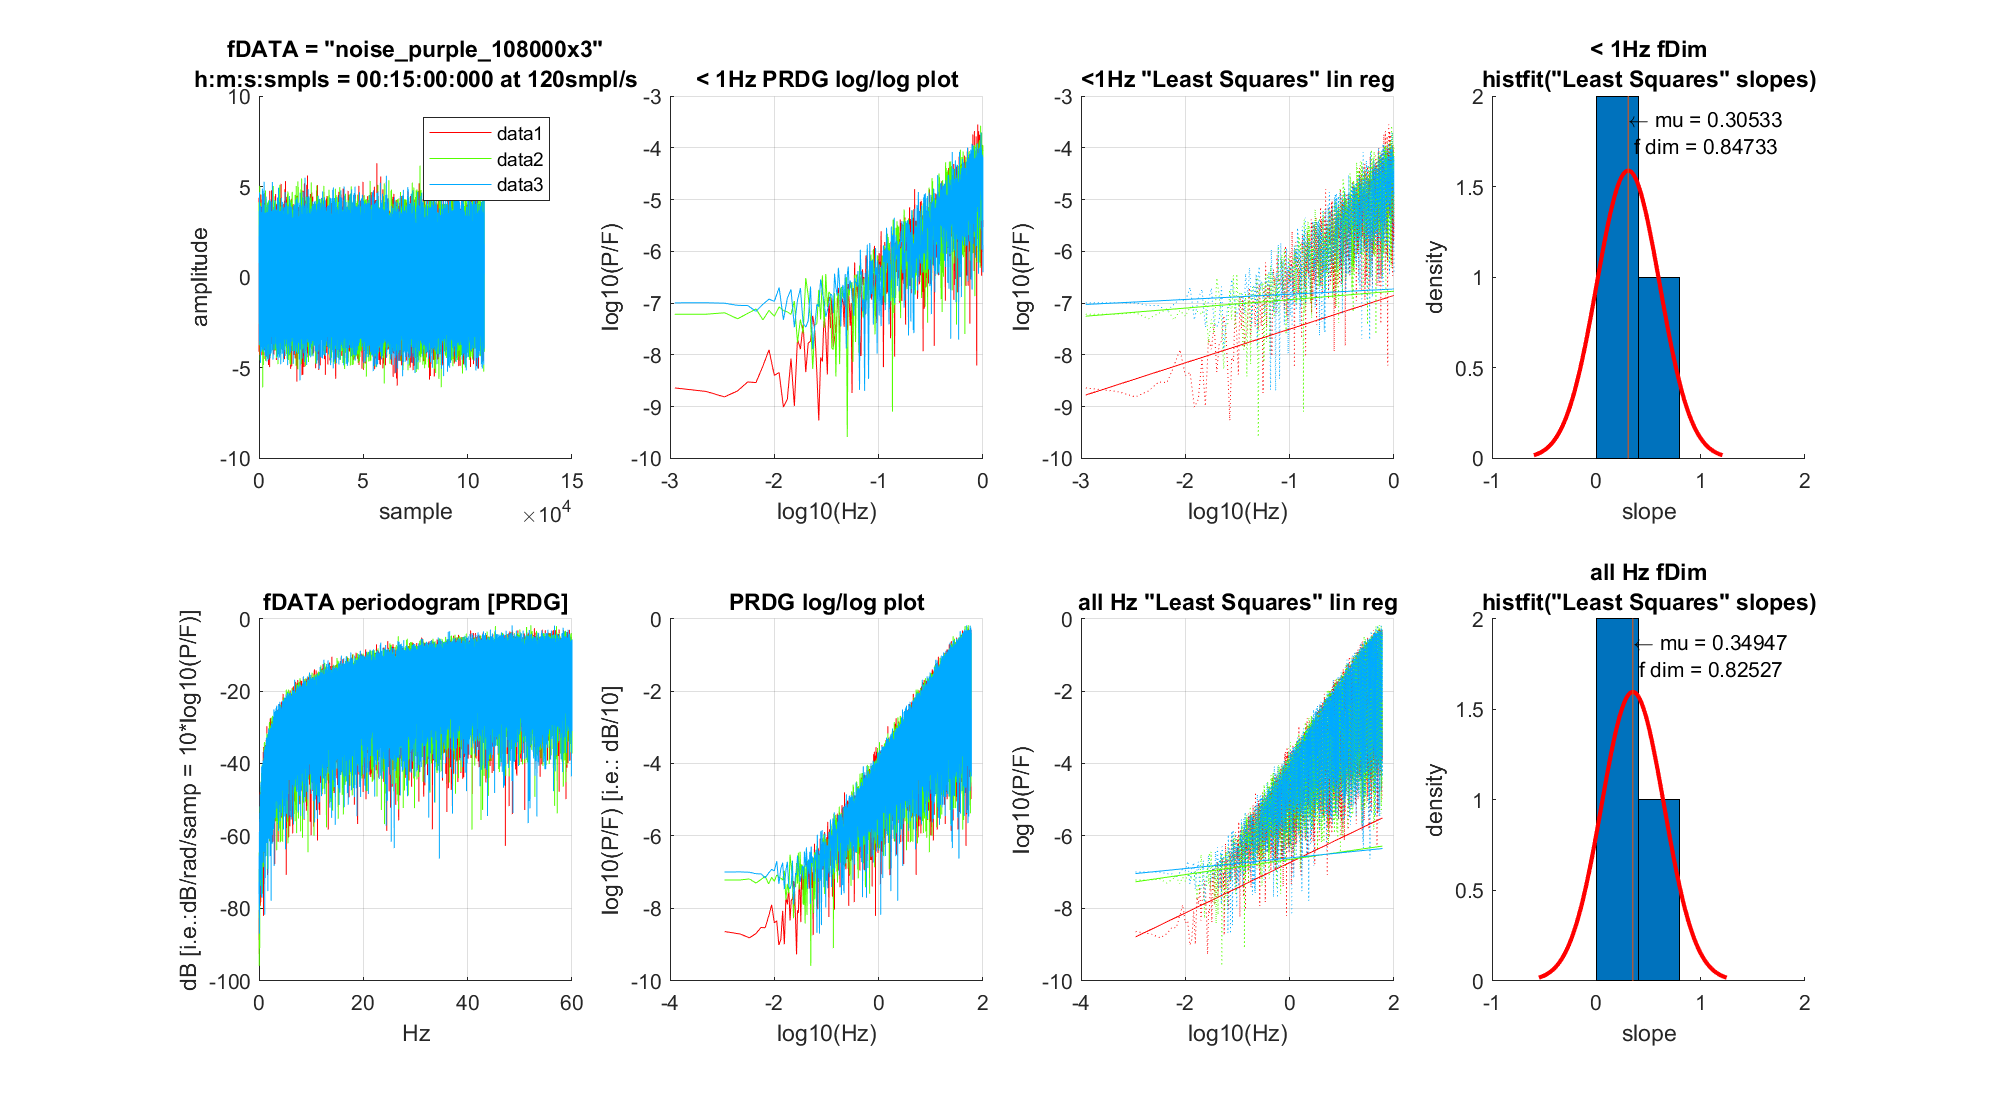 fDATA = "noise_purple_108000x3"
h:m:s:smpls = 00:15:00:000 at 120smpl/s
10
5
0
-5
-10
0
5
10
15
×10^4
sample
amplitude
data1
data2
data3
< 1Hz PRDG log/log plot
-3
-4
-5
-6
-7
-8
-9
-10
-3
-2
-1
0
log10(Hz)
log10(P/F)
<1Hz "Least Squares" lin reg
-3
-4
-5
-6
-7
-8
-9
-10
-3
-2
-1
0
log10(Hz)
log10(P/F)
< 1Hz fDim
histfit("Least Squares" slopes)
2
1.5
1
0.5
0
-1
0
1
2
slope
density
← mu = 0.30533
f dim = 0.84733
fDATA periodogram [PRDG]
0
-20
-40
-60
-80
-100
0
20
40
60
Hz
dB [i.e.:dB/rad/samp = 10*log10(P/F)]
PRDG log/log plot
0
-2
-4
-6
-8
-10
-4
-2
0
2
log10(Hz)
log10(P/F) [i.e.: dB/10]
all Hz "Least Squares" lin reg
0
-2
-4
-6
-8
-10
-4
-2
0
2
log10(Hz)
log10(P/F)
all Hz fDim
histfit("Least Squares" slopes)
2
1.5
1
0.5
0
-1
0
1
2
slope
density
← mu = 0.34947
f dim = 0.82527